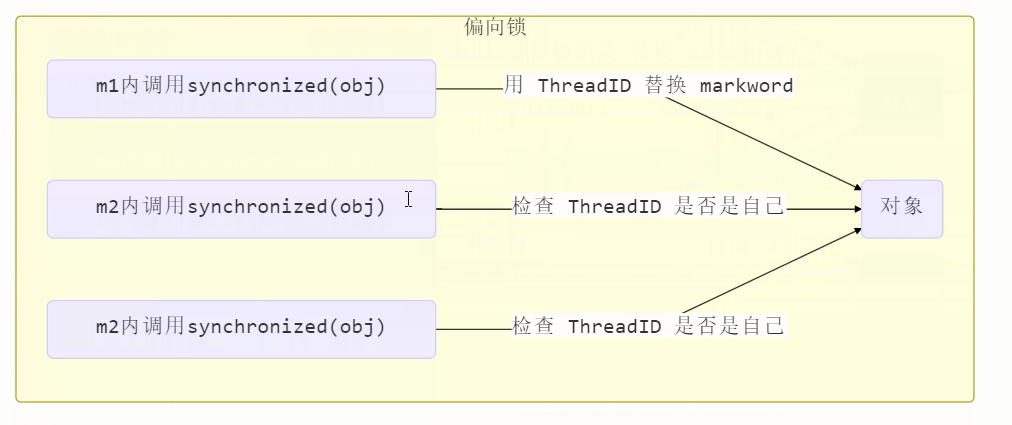 偏向锁
m1内调用synchronized(obj)
用 ThreadID 替换 markword
m2内调用synchronized(obj)
检查 ThreadID 是否是自己
对象
m2内调用synchronized(obj)
检查 ThreadID 是否是自己